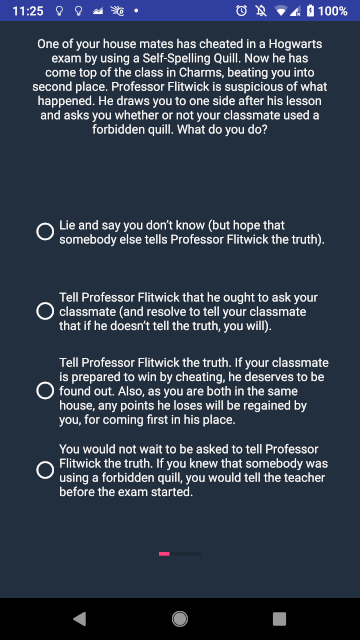 11:25
100%
One of your house mates has cheated in a Hogwarts
exam by using a Self-Spelling Quill. Now he has
come top of the class in Charms, beating you into
second place. Professor Flitwick is suspicious of what
happened. He draws you to one side after his lesson
and asks you whether or not your classmate used a
forbidden quill. What do you do?
Lie and say you don't know (but hope that
somebody else tells Professor Flitwick the truth).
Tell Professor Flitwick that he ought to ask your
classmate (and resolve to tell your classmate
that if he doesn't tell the truth, you will).
Tell Professor Flitwick the truth. If your classmate
is prepared to win by cheating, he deserves to be
found out. Also, as you are both in the same
house, any points he loses will be regained by
you, for coming first in his place.
You would not wait to be asked to tell Professor
Flitwick the truth. If you knew that somebody was
using a forbidden quill, you would tell the teacher
before the exam started.